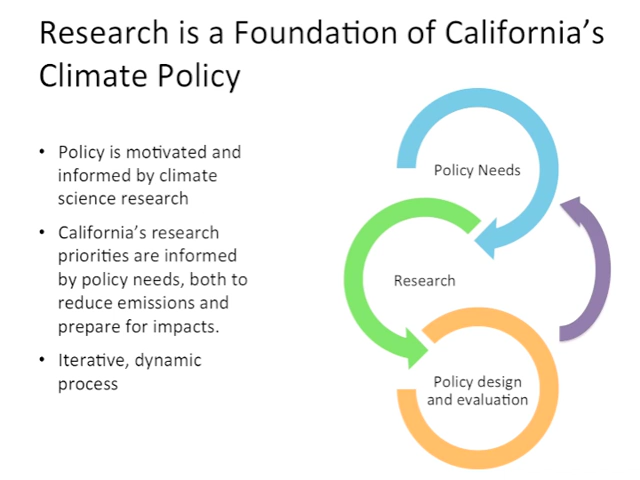 Research is a Foundation of California's
Climate Policy
• Policy is motivated and
informed by climate
science research
• California's research
priorities are informed
by policy needs, both to
reduce emissions and
prepare for impacts.
• Iterative, dynamic
process
Policy Needs
Research
Policy design
and evaluation